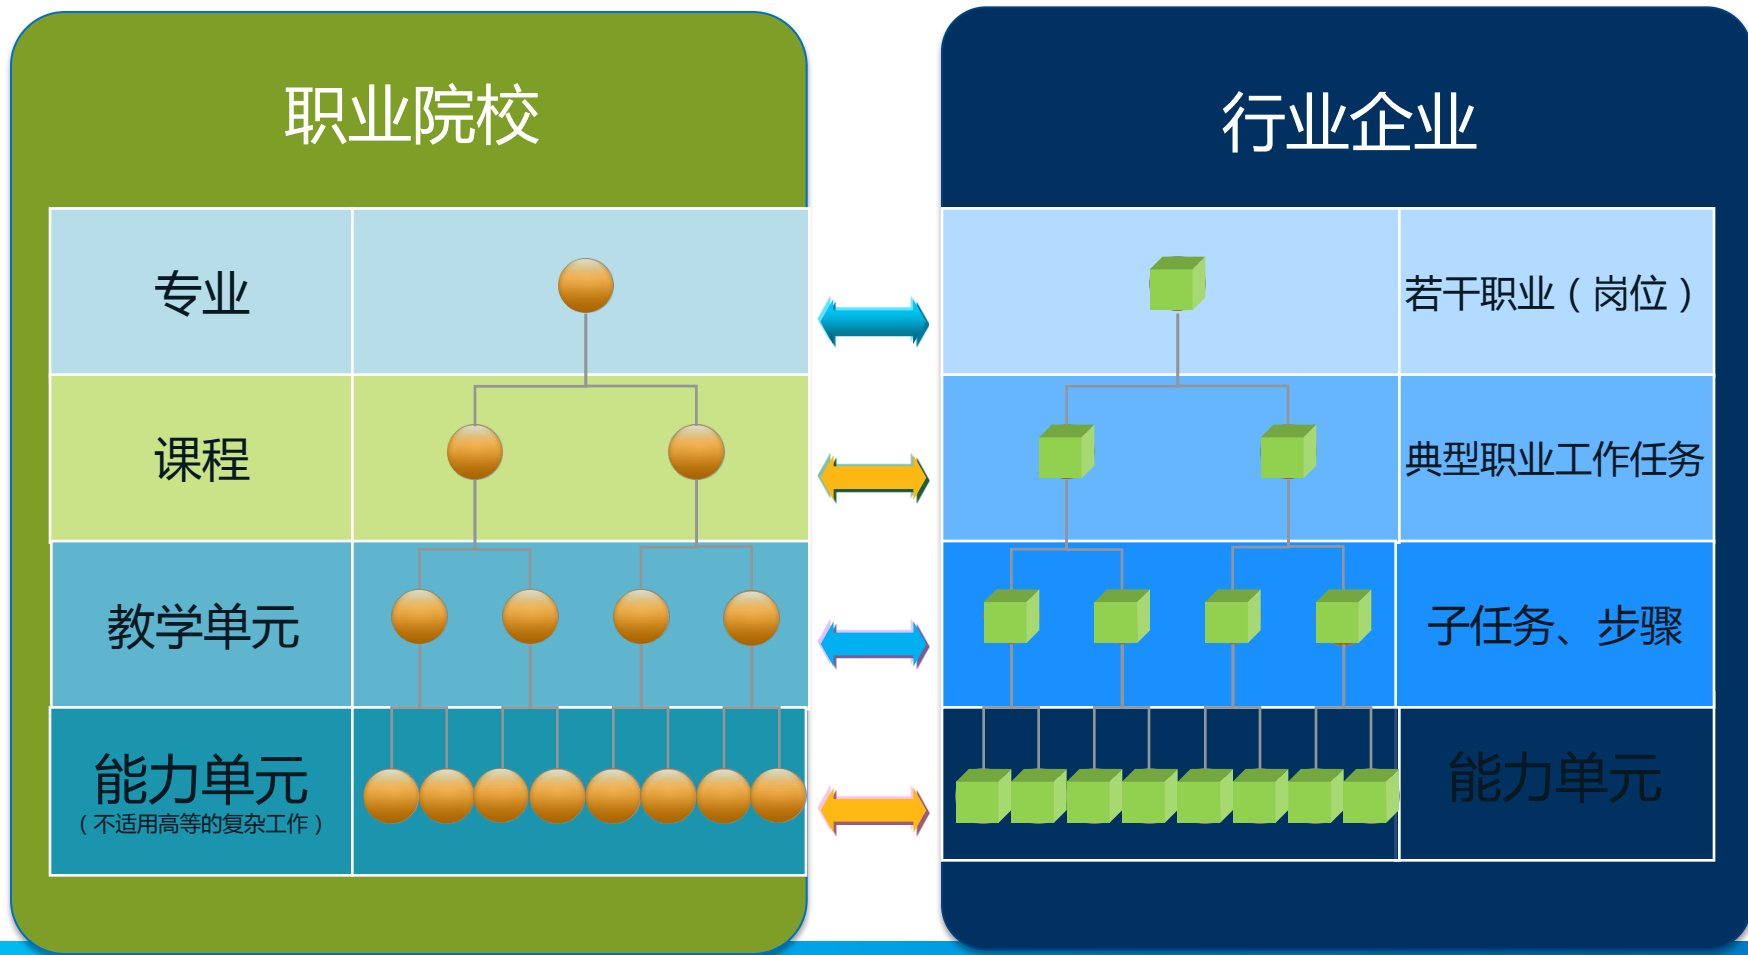 职业院校
行业企业
专业
若干职业（岗位）
课程
典型职业工作任务
教学单元
子任务、步骤
能力单元
（不适用高等的复杂工作）
能力单元